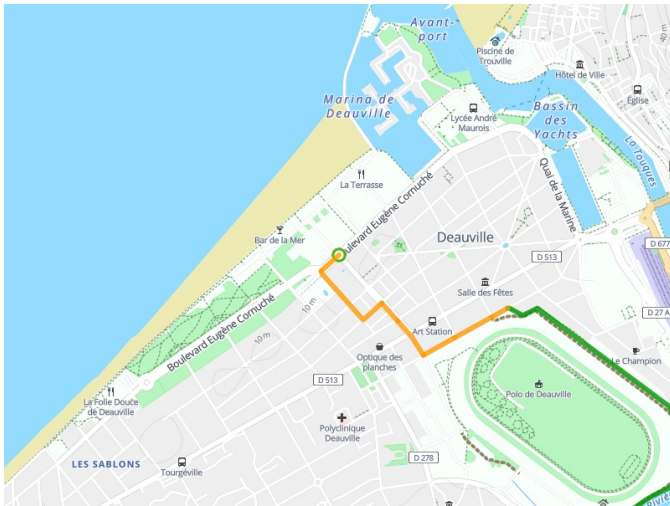 Avant-
port
Piscine de
Trouville
Hôtel de Ville
Église
Marina de
Deauville
Lycée André
Maurois
Bassin
des
Yachts
La Touques
La Terrasse
Quai de la Marine
Boulevard Eugène Cornuché
Bar de la Mer
Deauville
D 513
D 677
Salle des Fêtes
10 m
Boulevard Eugène Cornuché
10 m
Art Station
D 27 A
Optique des
planches
Le Champion
D 513
Polo de Deauville
La Folie Douce
de Deauville
Polyclinique
Deauville
D 278
LES SABLONS
Tourgéville